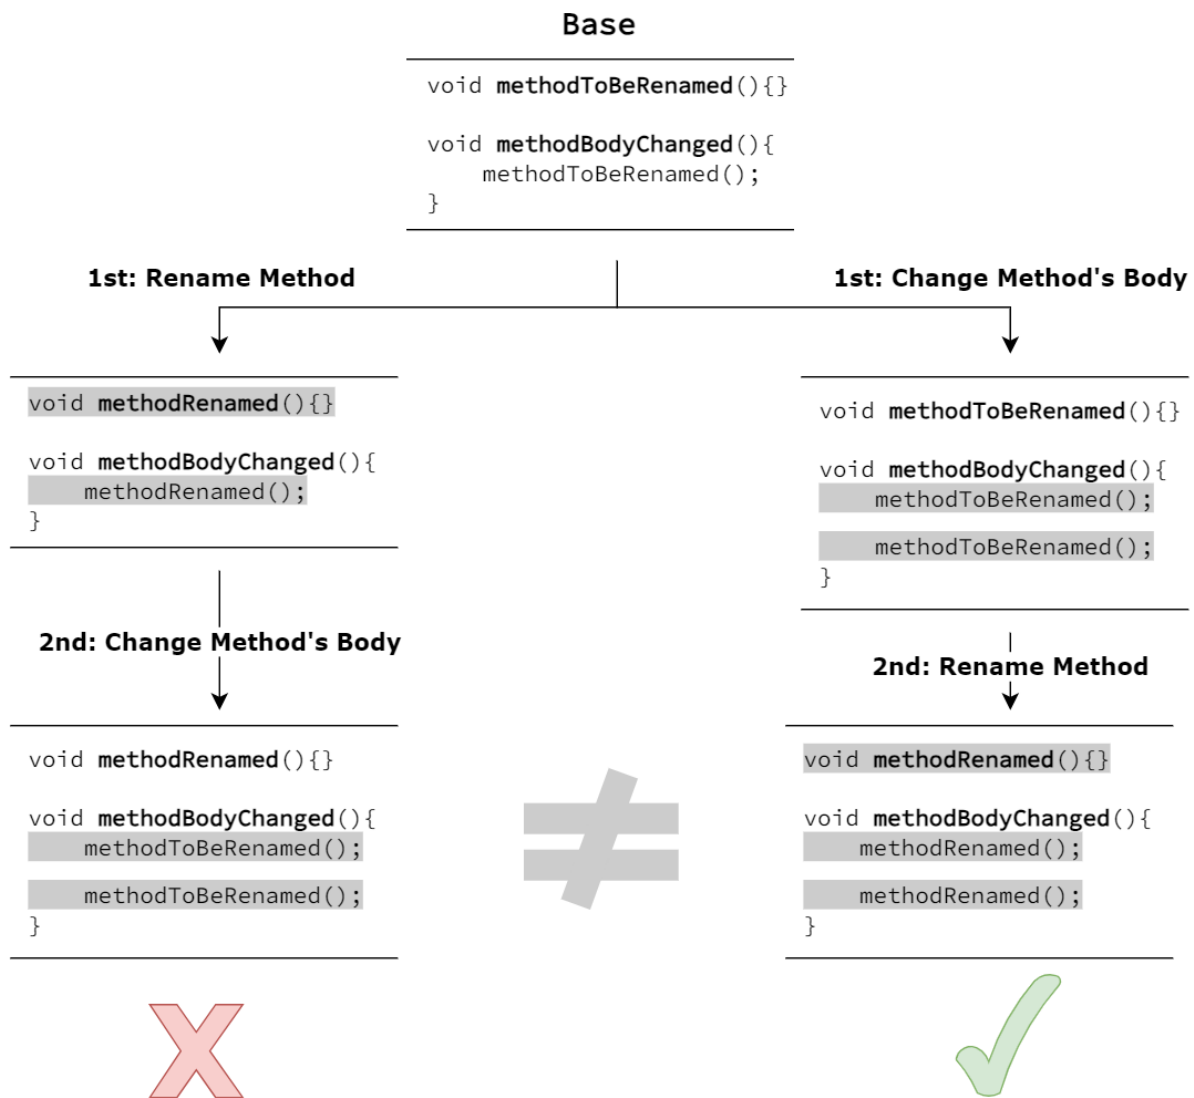 Base
void methodToBeRenamed(){}
void methodBodyChanged(){
methodToBeRenamed();
}
1st: Rename Method
1st: Change Method's Body
void methodRenamed(){}
void methodBodyChanged(){
methodRenamed();
}
void methodToBeRenamed(){}
void methodBodyChanged(){
methodToBeRenamed();
methodToBeRenamed();
}
2nd: Change Method's Body
2nd: Rename Method
void methodRenamed(){}
void methodBodyChanged(){
methodToBeRenamed();
methodToBeRenamed();
}
≠
void methodRenamed(){}
void methodBodyChanged(){
methodRenamed();
methodRenamed();
}